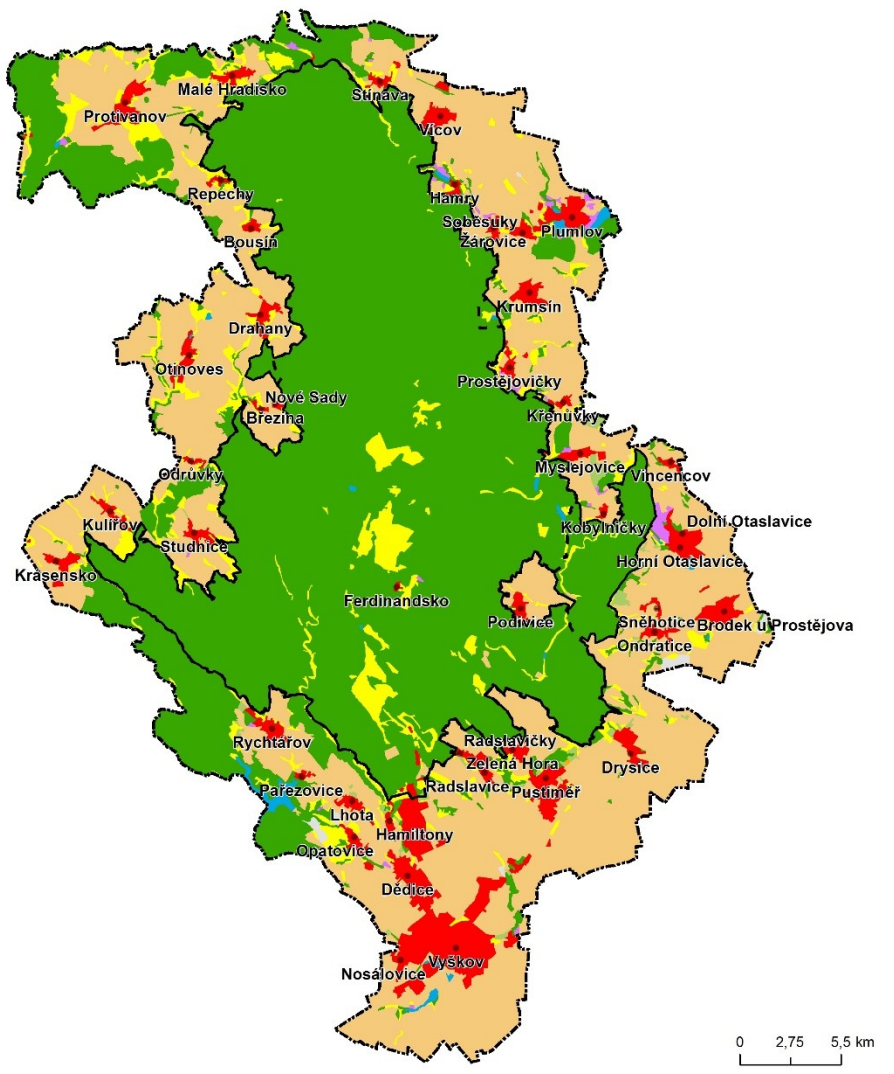 Malé Hradisko
Stínava
Protivanov
Vícov
Repechy
Hamry
Soběsuky
Žárovice
Plumlov
Bousín
Krumsín
Drahany
Otinoves
Prostějovičky
Nové Sady
Březina
Křenůvky
Odrůvky
Myslejovice
Vincencov
Kulířov
Kobylničky
Dolní Otaslavice
Studnice
Horní Otaslavice
Krásensko
Ferdinandsko
Podivice
Sněhotice
Brodek u Prostějova
Ondratice
Rychtářov
Radslavičky
Zelená Hora
Drysice
Pařezovice
Radslavice
Pustiměř
Lhota
Hamiltony
Opatovice
Dědice
Vyškov
Nosálovice
0 2,75 5,5 km